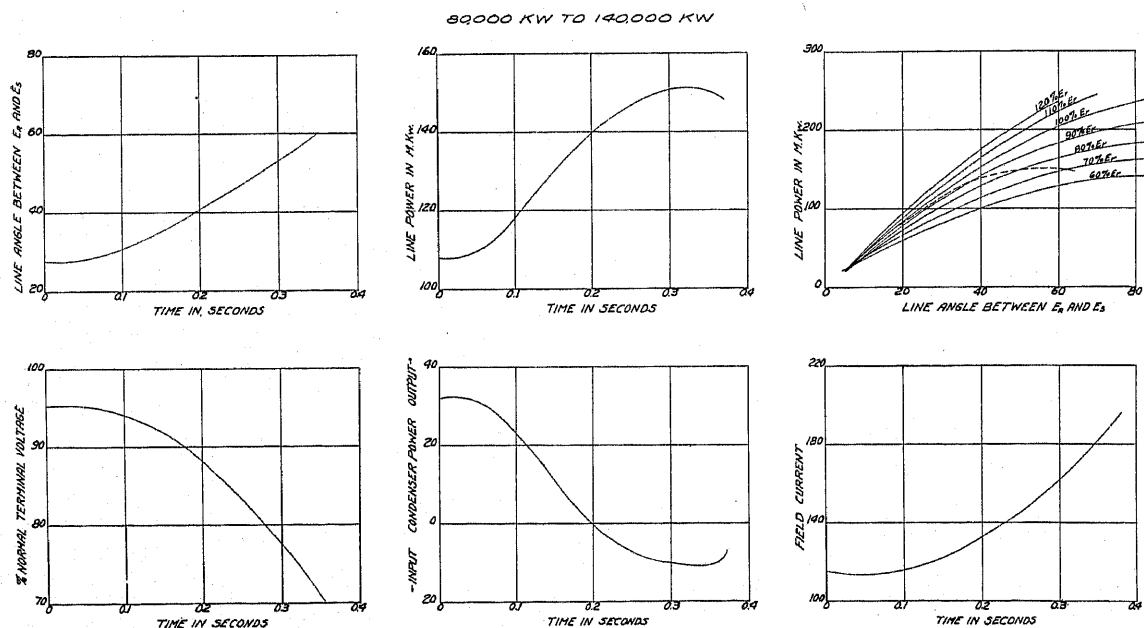 80,000 KW TO 140,000 KW
80
60
40
20
0
0.1
0.2
0.3
0.4
LINE ANGLE BETWEEN ER AND ES
TIME IN SECONDS
160
140
120
100
0
0.1
0.2
0.3
0.4
LINE POWER IN M.KW.
TIME IN SECONDS
300
200
100
0
0
20
40
60
80
LINE POWER IN M.KW.
LINE ANGLE BETWEEN ER AND ES
120% Er
110% Er
100% Er
90% Er
80% Er
70% Er
60% Er
100
90
80
70
0
0.1
0.2
0.3
0.4
% NORMAL TERMINAL VOLTAGE
TIME IN SECONDS
40
20
0
20
0
0.1
0.2
0.3
0.4
-INPUT CONDENSER POWER OUTPUT+
TIME IN SECONDS
220
180
140
100
0
0.1
0.2
0.3
0.4
FIELD CURRENT
TIME IN SECONDS